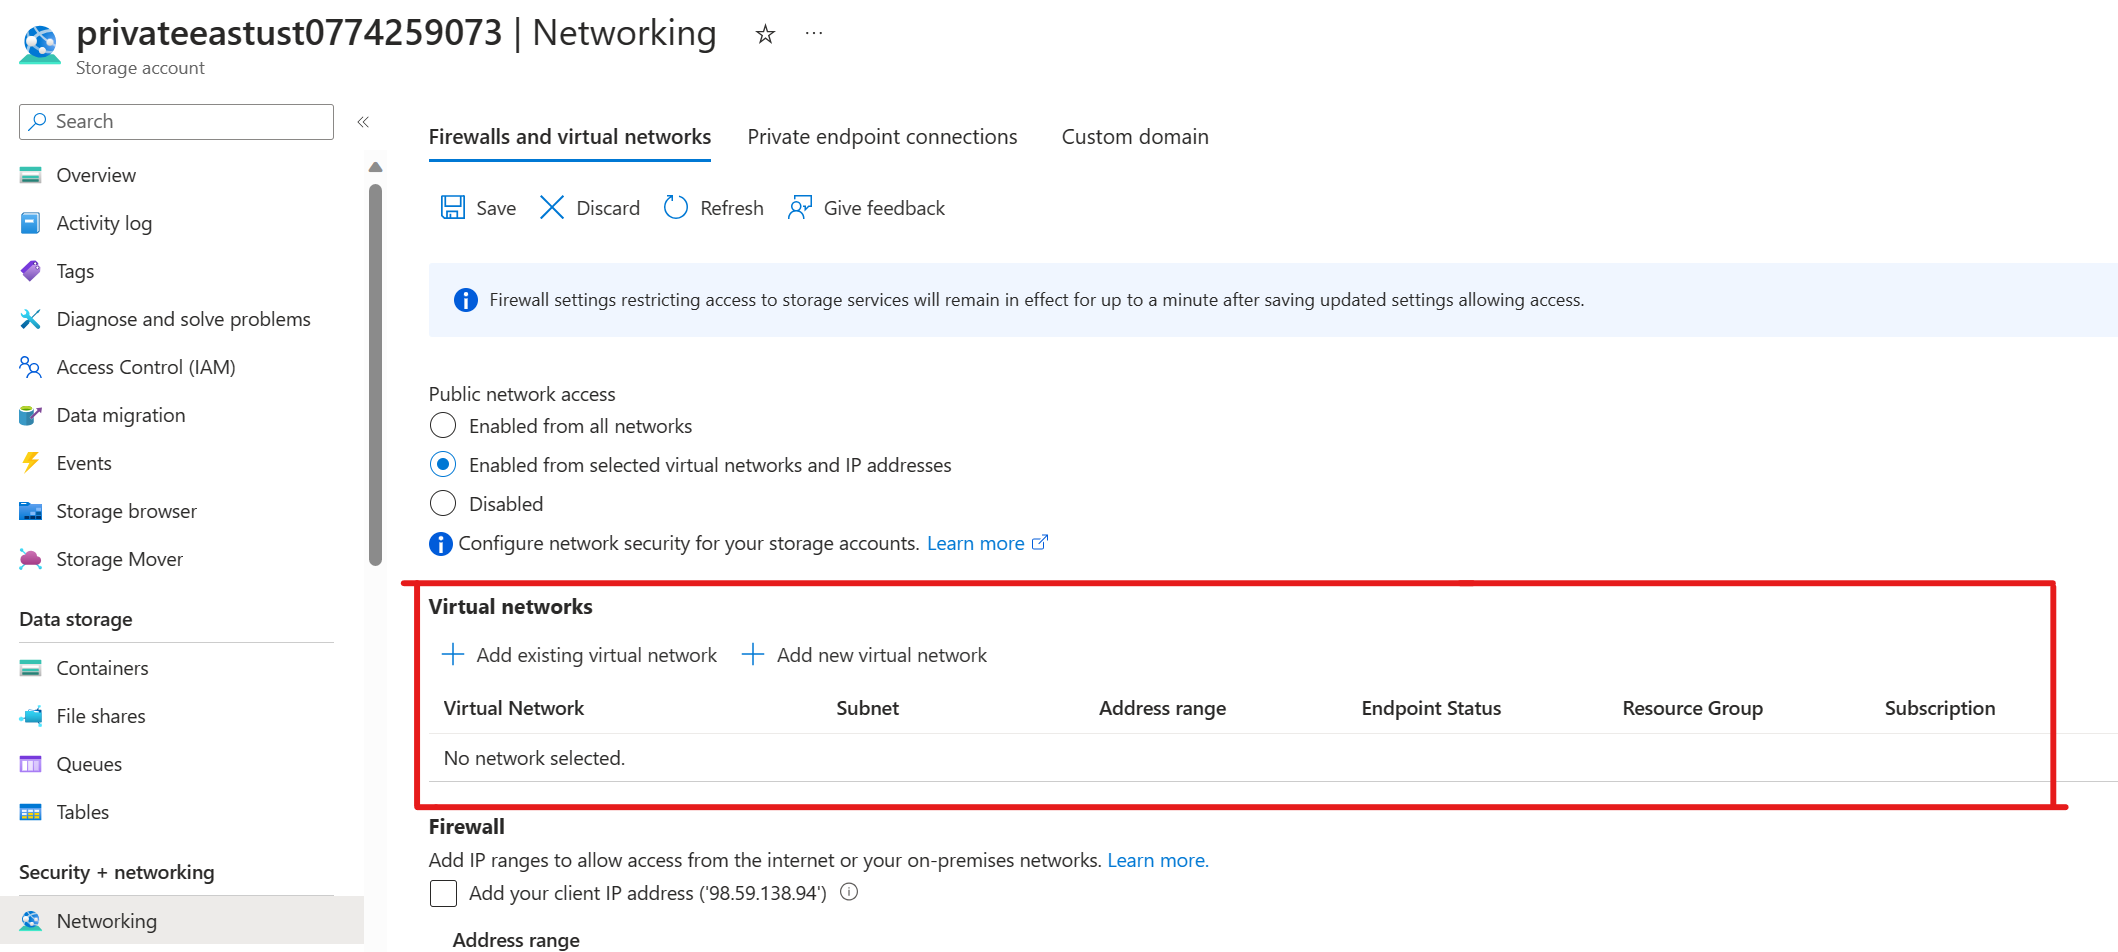 privateeastust0774259073 | Networking
Storage account
Search
Overview
Activity log
Tags
Diagnose and solve problems
Access Control (IAM)
Data migration
Events
Storage browser
Storage Mover
Data storage
Containers
File shares
Queues
Tables
Security + networking
Networking
Firewalls and virtual networks Private endpoint connections Custom domain
Save Discard Refresh Give feedback
Firewall settings restricting access to storage services will remain in effect for up to a minute after saving updated settings allowing access.
Public network access
Enabled from all networks
Enabled from selected virtual networks and IP addresses
Disabled
Configure network security for your storage accounts. Learn more
Virtual networks
Add existing virtual network Add new virtual network
Virtual Network Subnet Address range Endpoint Status Resource Group Subscription
No network selected.
Firewall
Add IP ranges to allow access from the internet or your on-premises networks. Learn more.
Add your client IP address ('98.59.138.94')
Address range